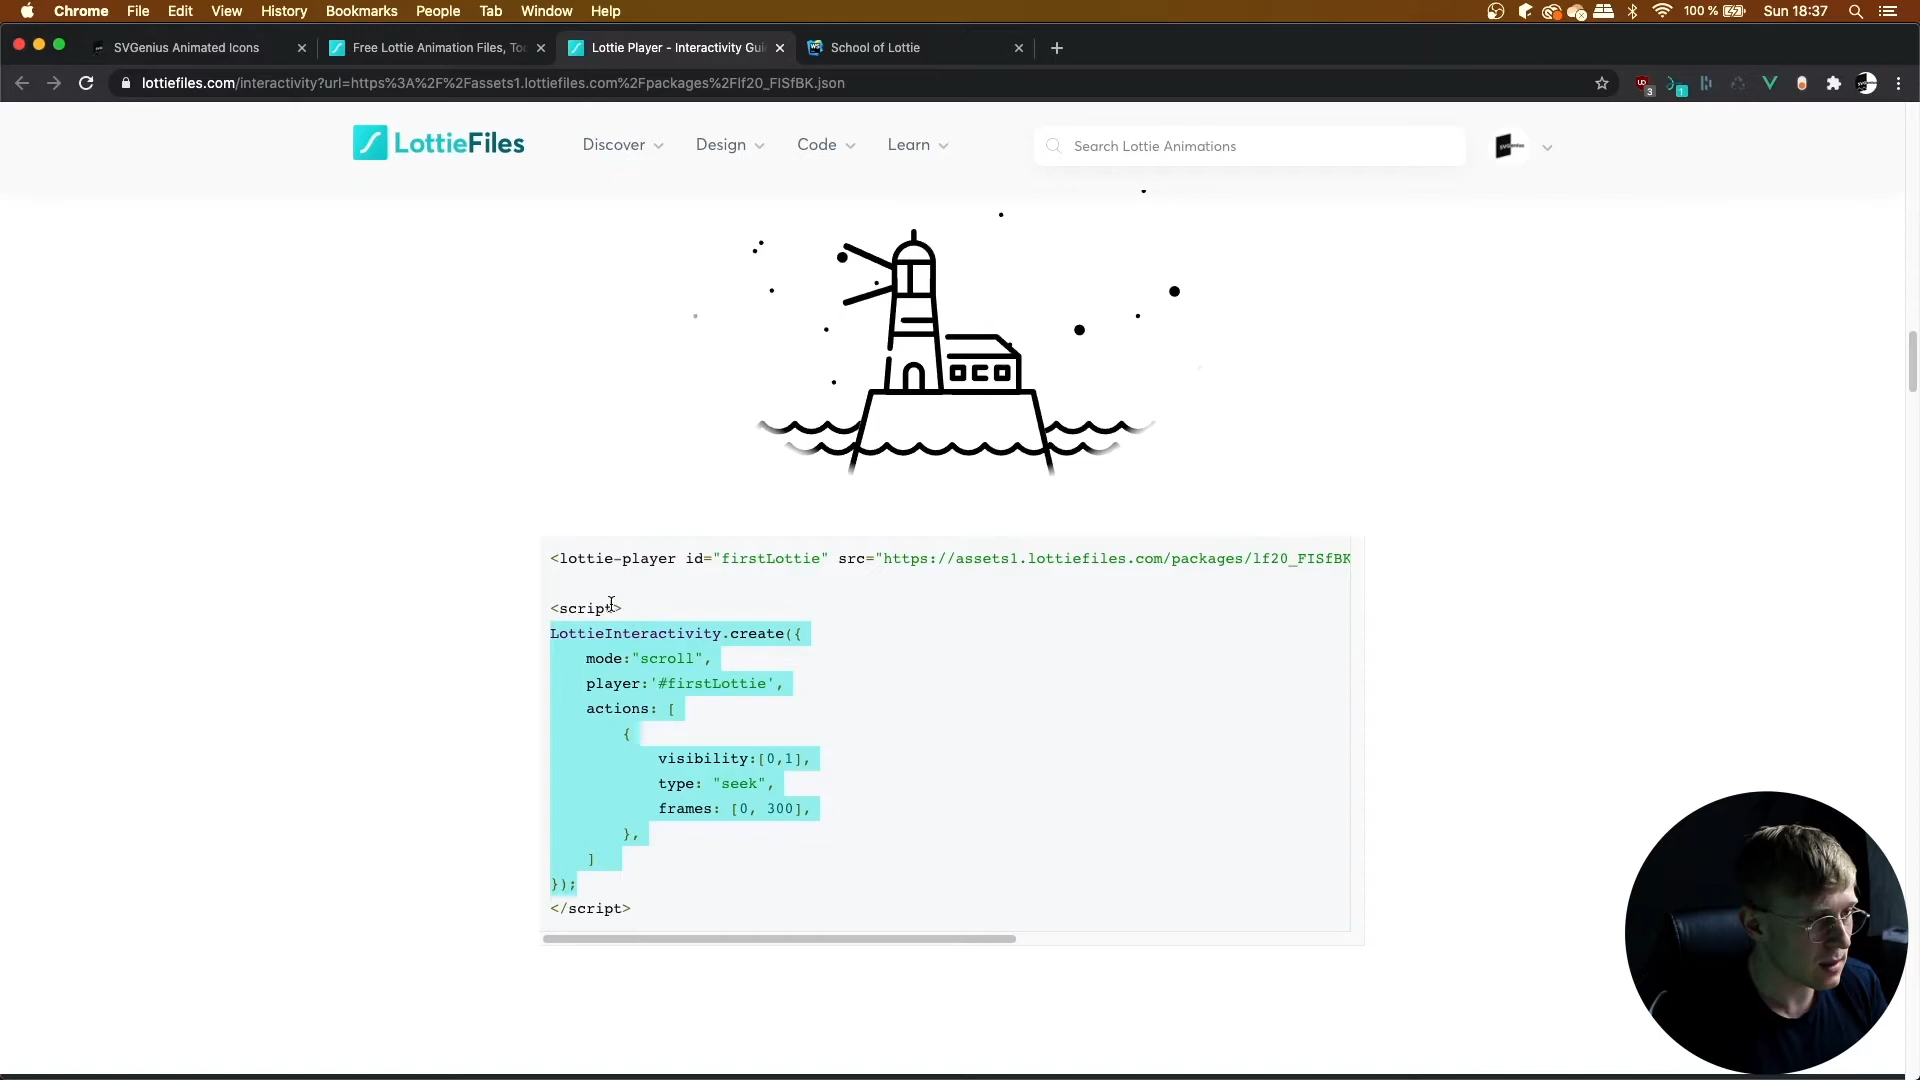 Chrome File Edit View History Bookmarks People Tab Window Help 100 % Sun 18:37
SVGenius Animated Icons
Free Lottie Animation Files, Too
Lottie Player - Interactivity Gui
School of Lottie
lottiefiles.com/interactivity?url=https%3A%2F%2Fassets1.lottiefiles.com%2Fpackages%2Flf20_FISfBK.json
3
1
LottieFiles
Discover
Design
Code
Learn
Search Lottie Animations
SVGenius
<lottie-player id="firstLottie" src="https://assets1.lottiefiles.com/packages/lf20_FISfBK
<script>
LottieInteractivity.create({
mode:"scroll",
player:'#firstLottie',
actions: [
{
visibility:[0,1],
type: "seek",
frames: [0, 300],
},
]
});
</script>